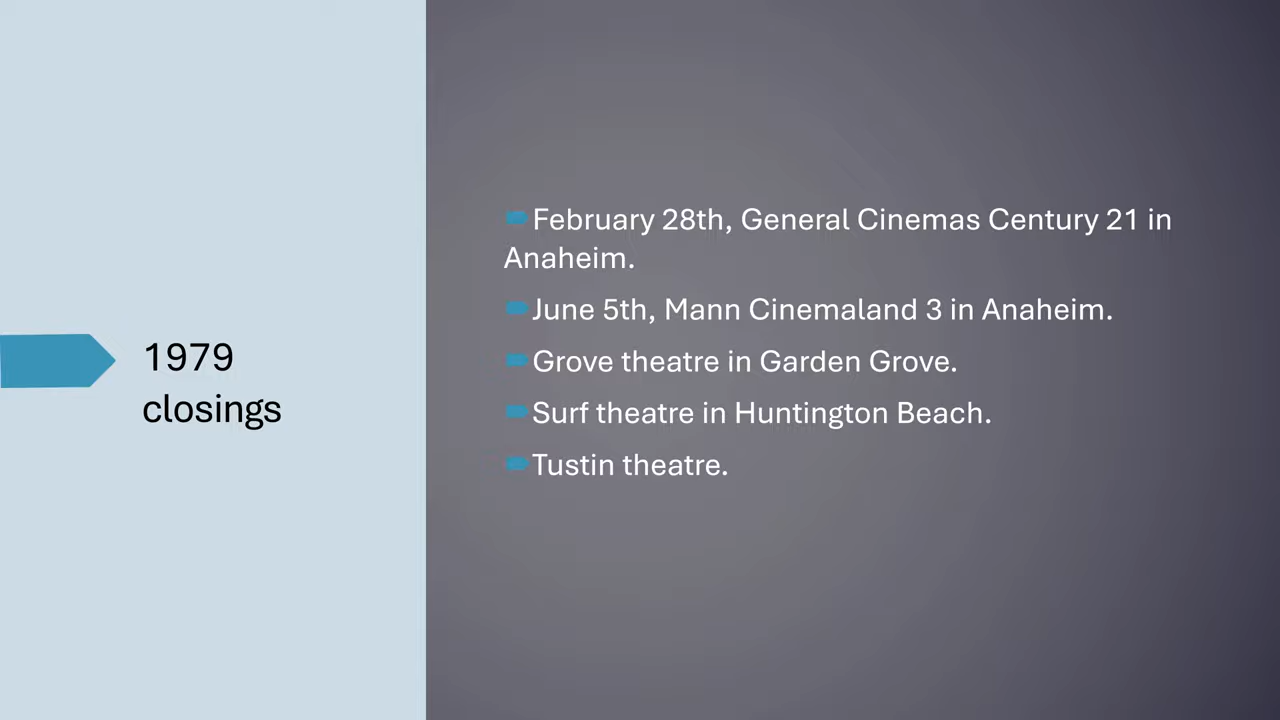 1979
closings
February 28th, General Cinemas Century 21 in
Anaheim.
June 5th, Mann Cinemaland 3 in Anaheim.
Grove theatre in Garden Grove.
Surf theatre in Huntington Beach.
Tustin theatre.